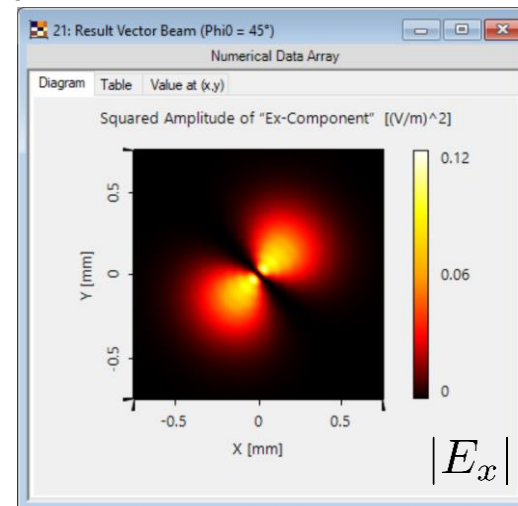 21: Result Vector Beam (Phi0 = 45°)
Numerical Data Array
Diagram Table Value at (x,y)
Squared Amplitude of "Ex-Component" [(V/m)^2]
0.12
0.06
0
Y [mm]
0.5
0
-0.5
-0.5 0 0.5
X [mm]
|E_x|